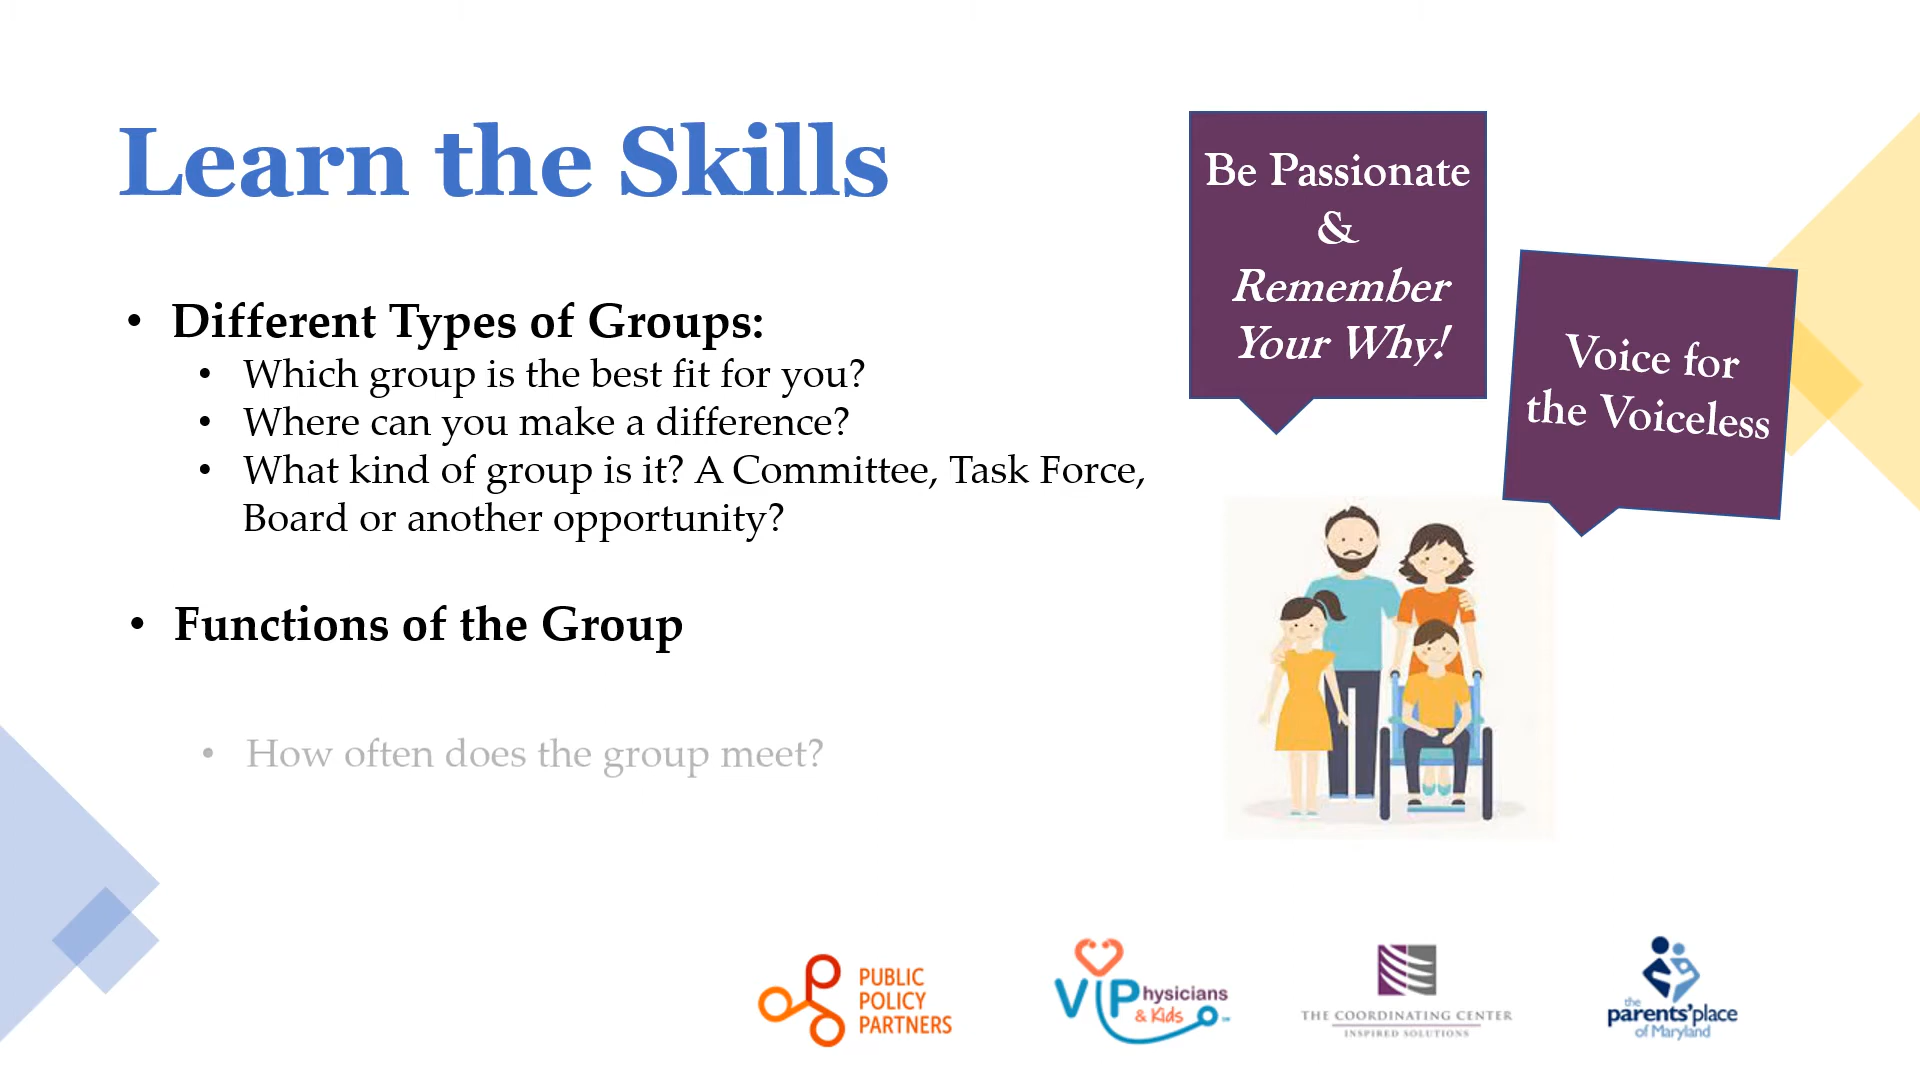 Learn the Skills
• Different Types of Groups:
• Which group is the best fit for you?
• Where can you make a difference?
• What kind of group is it? A Committee, Task Force,
Board or another opportunity?
• Functions of the Group
• How often does the group meet?
Be Passionate
&
Remember
Your Why!
Voice for
the Voiceless
PUBLIC
POLICY
PARTNERS
VIPhysicians
& Kids
THE COORDINATING CENTER
INSPIRED SOLUTIONS
the
parents'place
of Maryland